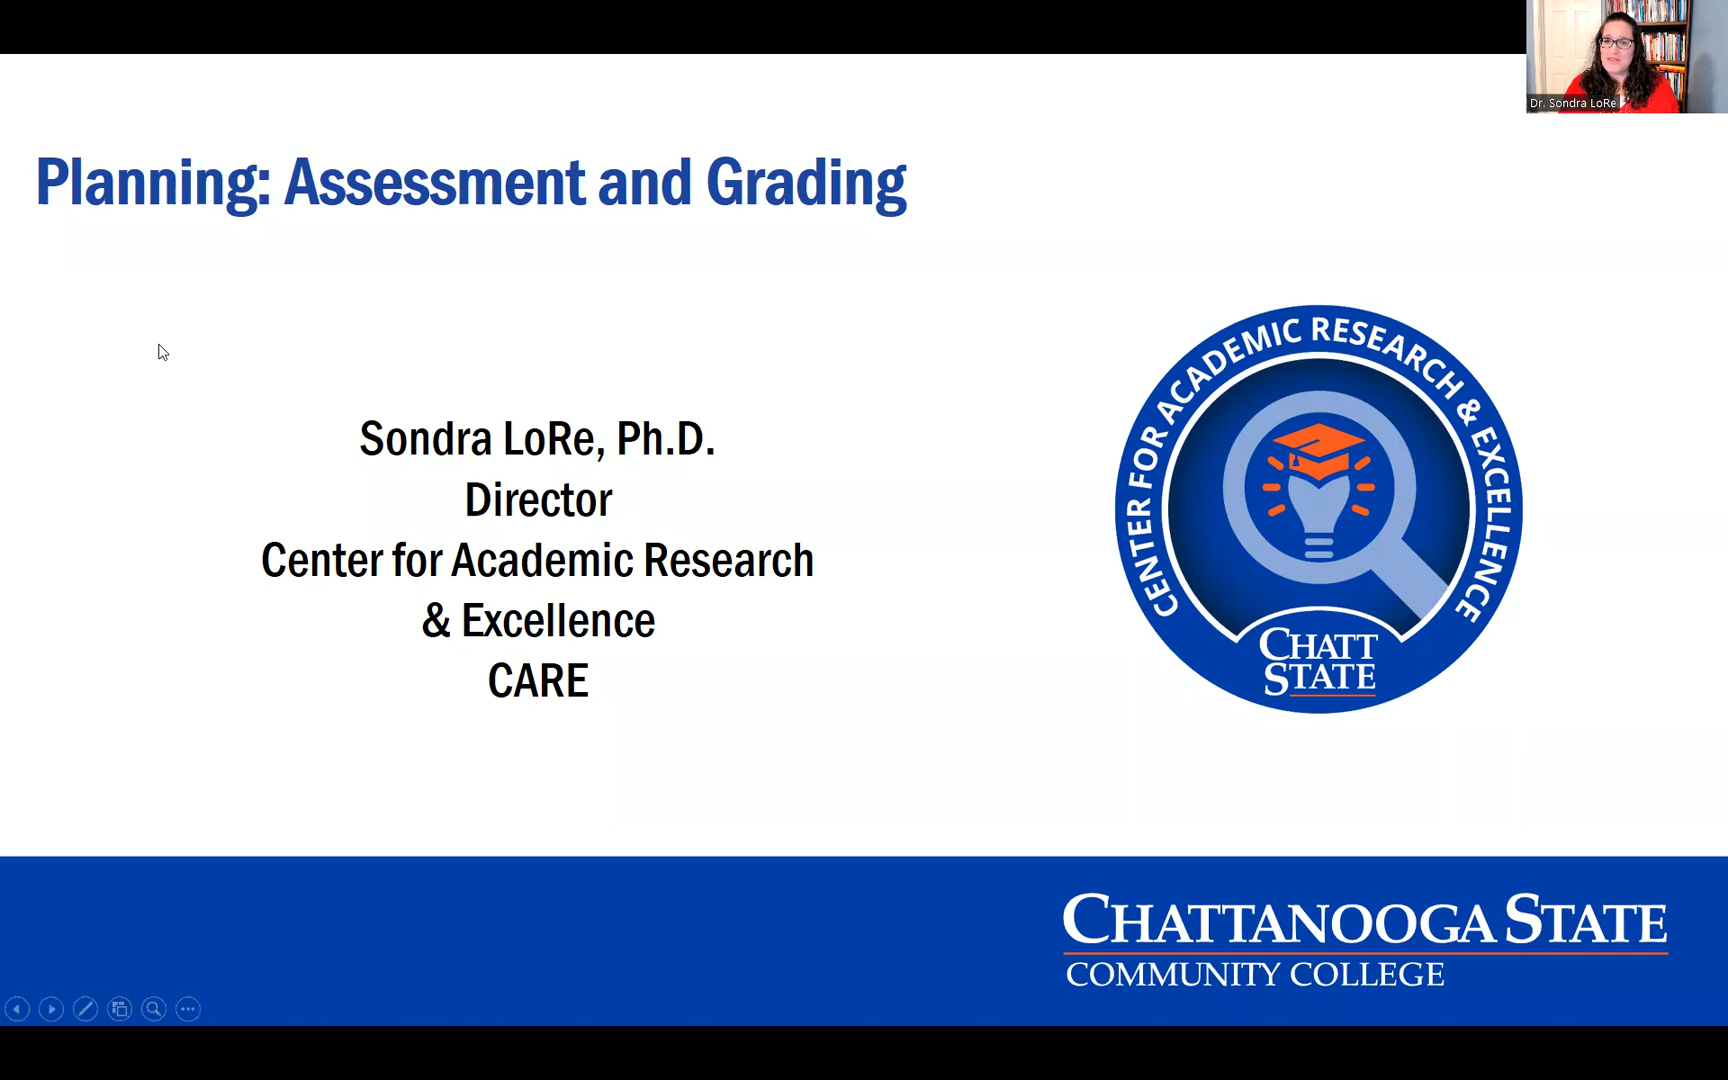 Dr. Sondra LoRe
Planning: Assessment and Grading
Sondra LoRe, Ph.D.
Director
Center for Academic Research
& Excellence
CARE
CENTER FOR ACADEMIC RESEARCH & EXCELLENCE
CHATT
STATE
CHATTANOOGA STATE
COMMUNITY COLLEGE